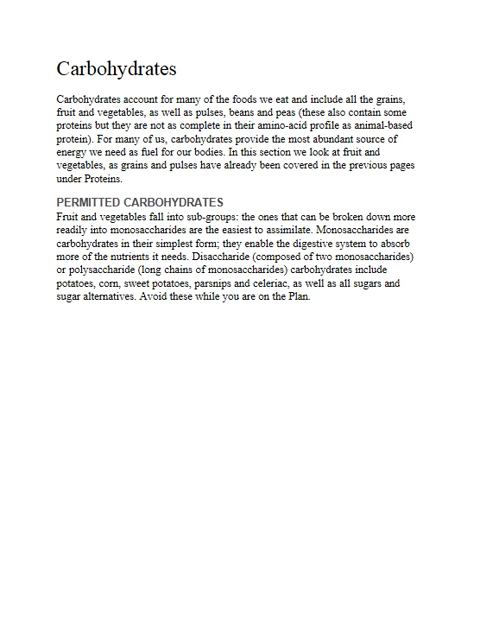 Carbohydrates
Carbohydrates account for many of the foods we eat and include all the grains,
fruit and vegetables, as well as pulses, beans and peas (these also contain some
proteins but they are not as complete in their amino-acid profile as animal-based
protein). For many of us, carbohydrates provide the most abundant source of
energy we need as fuel for our bodies. In this section we look at fruit and
vegetables, as grains and pulses have already been covered in the previous pages
under Proteins.
PERMITTED CARBOHYDRATES
Fruit and vegetables fall into sub-groups: the ones that can be broken down more
readily into monosaccharides are the easiest to assimilate. Monosaccharides are
carbohydrates in their simplest form; they enable the digestive system to absorb
more of the nutrients it needs. Disaccharide (composed of two monosaccharides)
or polysaccharide (long chains of monosaccharides) carbohydrates include
potatoes, corn, sweet potatoes, parsnips and celeriac, as well as all sugars and
sugar alternatives. Avoid these while you are on the Plan.